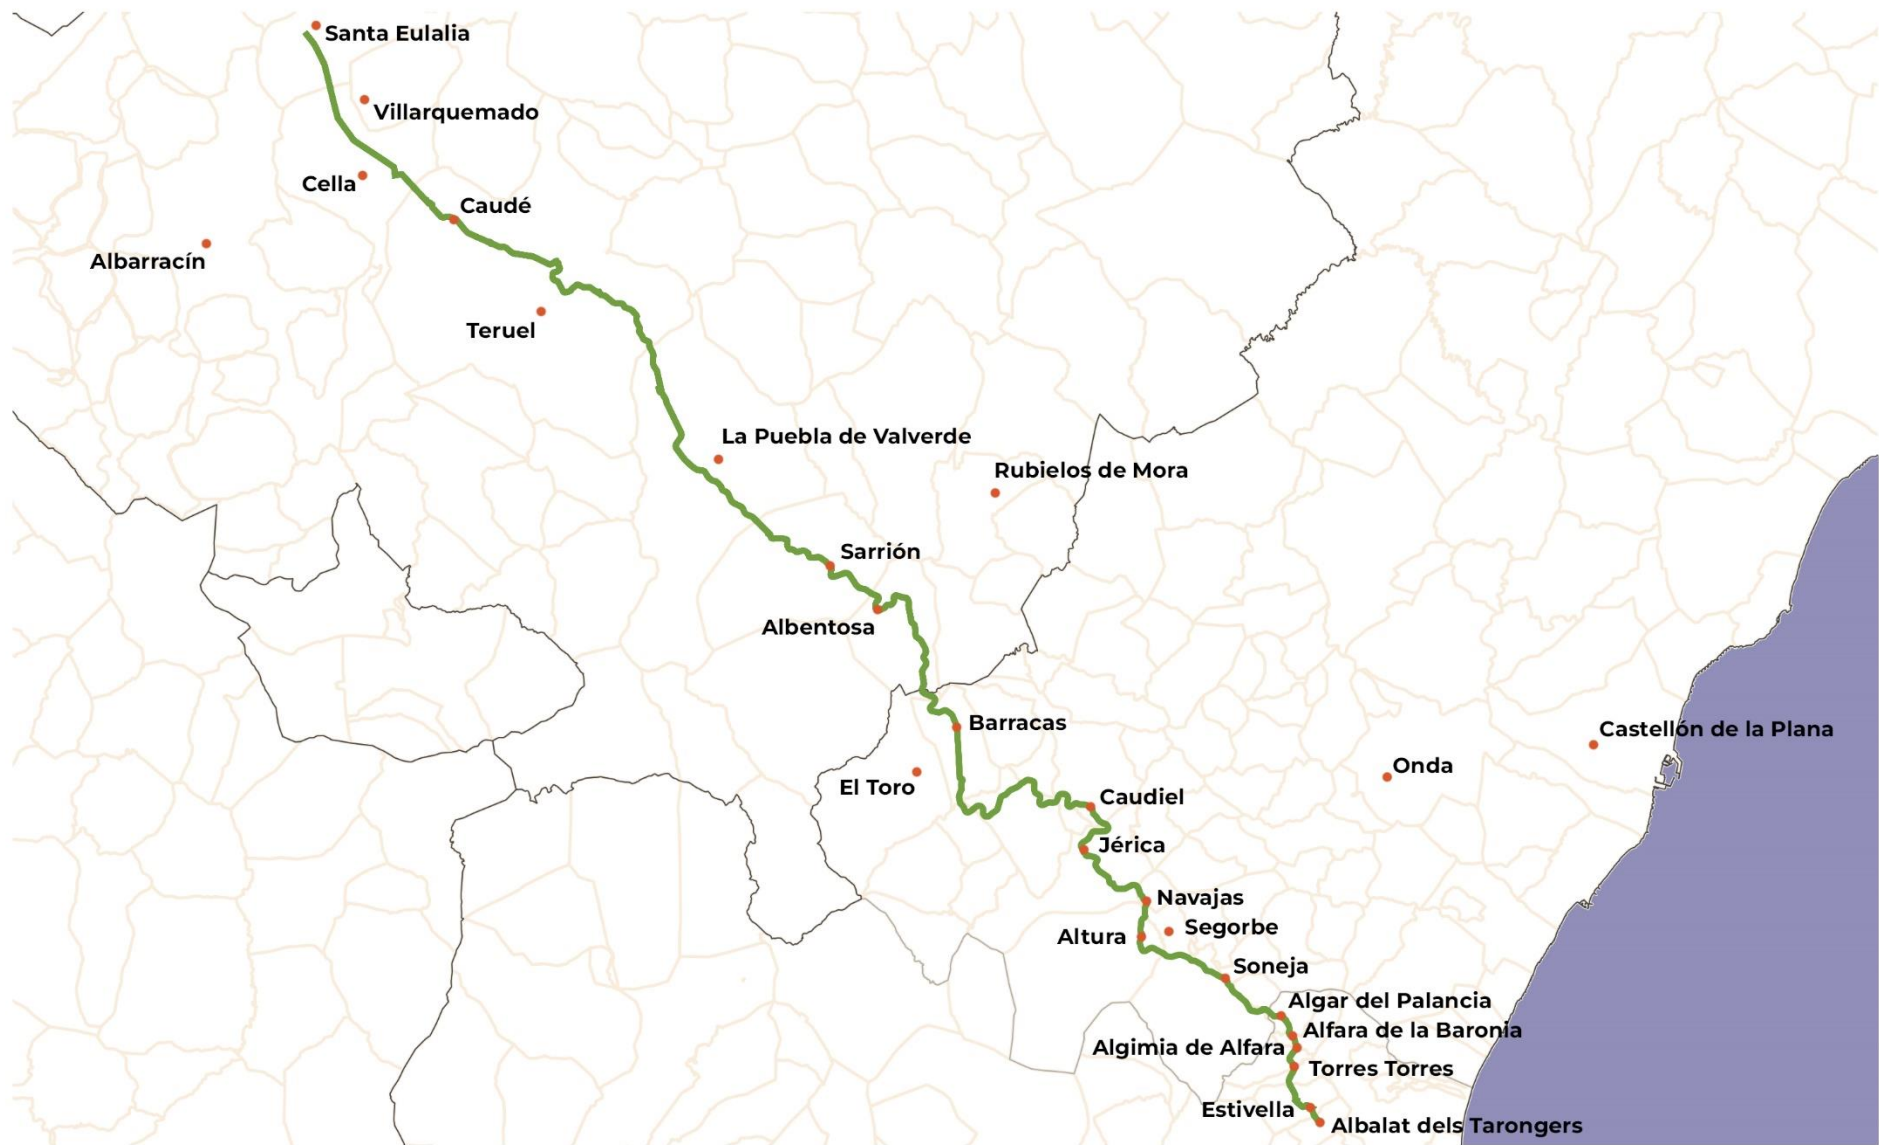 Santa Eulalia
Villarquemado
Cella
Caudé
Albarracín
Teruel
La Puebla de Valverde
Rubielos de Mora
Sarrión
Albentosa
Barracas
Castellón de la Plana
Onda
El Toro
Caudiel
Jérica
Navajas
Segorbe
Altura
Soneja
Algar del Palancia
Alfara de la Baronia
Algimia de Alfara
Torres Torres
Estivella
Albalat dels Tarongers